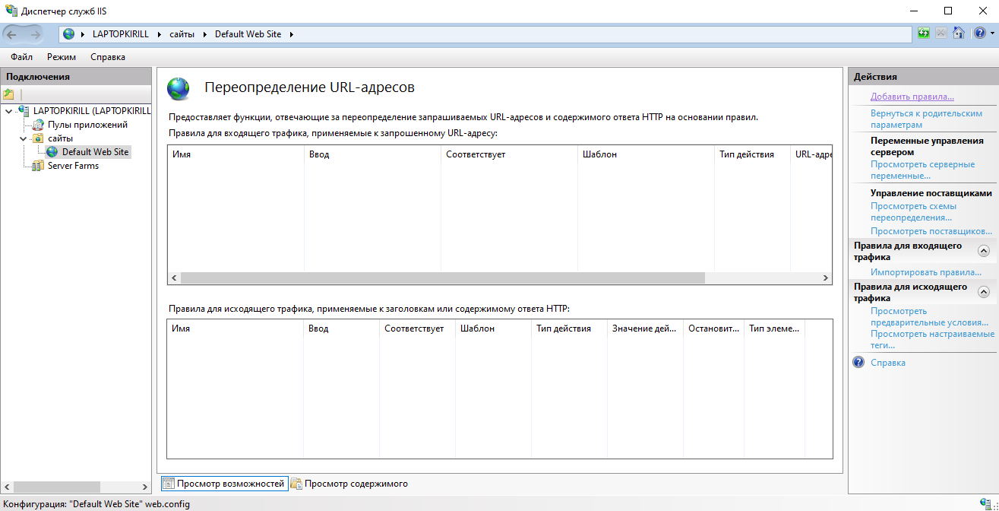 Диспетчер служб IIS
LAPTOPKIRILL сайты Default Web Site
Файл Режим Справка
Подключения
LAPTOPKIRILL (LAPTOPKIRILL
Пулы приложений
сайты
Default Web Site
Server Farms
Переопределение URL-адресов
Предоставляет функции, отвечающие за переопределение запрашиваемых URL-адресов и содержимого ответа HTTP на основании правил.
Правила для входящего трафика, применяемые к запрошенному URL-адресу:
Имя Ввод Соответствует Шаблон Тип действия URL-адре
Правила для исходящего трафика, применяемые к заголовкам или содержимому ответа HTTP:
Имя Ввод Соответствует Шаблон Тип действия Значение дей... Остановит... Тип элеме...
Просмотр возможностей Просмотр содержимого
Действия
Добавить правила...
Вернуться к родительским
параметрам
Переменные управления
сервером
Просмотреть серверные
переменные...
Управление поставщиками
Просмотреть схемы
переопределения...
Просмотреть поставщиков...
Правила для входящего
трафика
Импортировать правила...
Правила для исходящего
трафика
Просмотреть
предварительные условия...
Просмотреть настраиваемые
теги...
Справка
Конфигурация: "Default Web Site" web.config